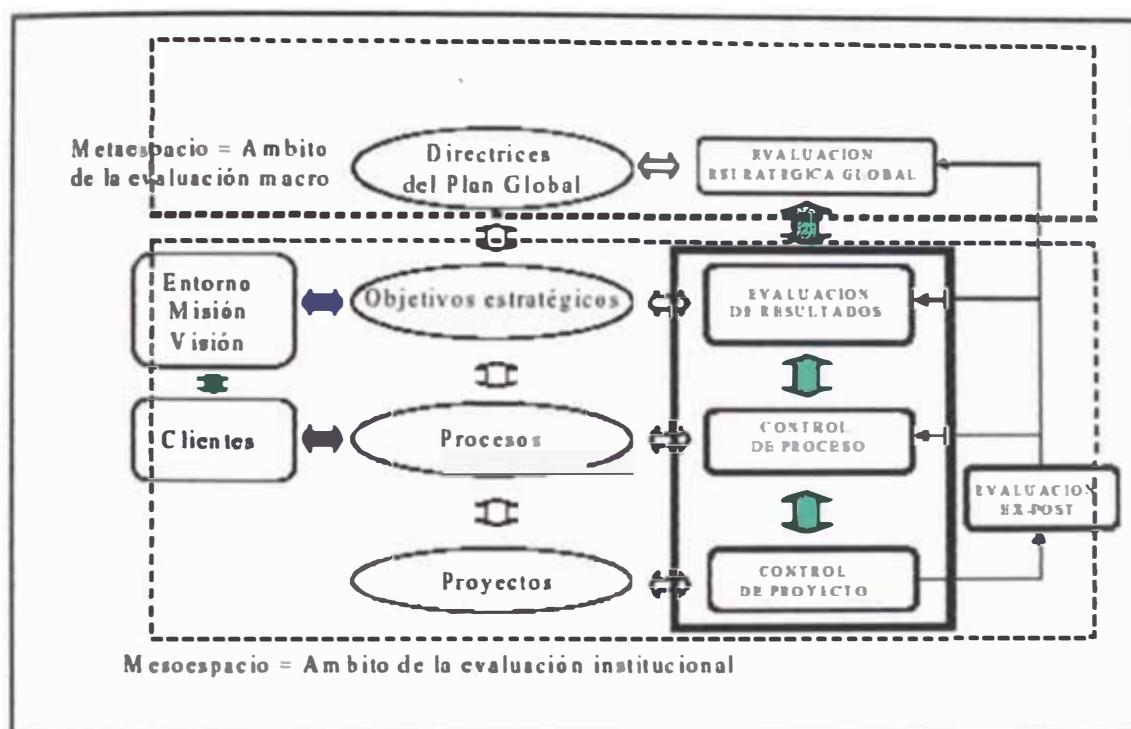 Metaespacio = Ambito
de la evaluación macro
Directrices
del Plan Global
EVALUACION
ESTRATEGICA GLOBAL
Entorno
Misión
Visión
Objetivos estratégicos
EVALUACION
DE RESULTADOS
Clientes
Procesos
CONTROL
DE PROCESO
EVALUACION
EX-POST
Proyectos
CONTROL
DE PROYECTO
Mesoespacio = Ambito de la evaluación institucional